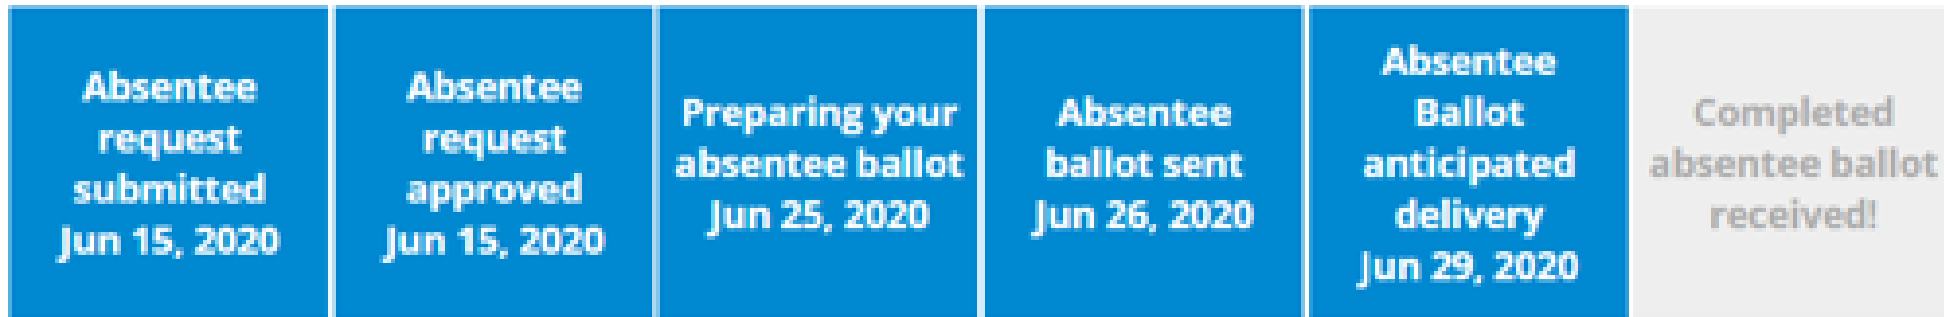 Absentee
request
submitted
Jun 15, 2020
Absentee
request
approved
Jun 15, 2020
Preparing your
absentee ballot
Jun 25, 2020
Absentee
ballot sent
Jun 26, 2020
Absentee
Ballot
anticipated
delivery
Jun 29, 2020
Completed
absentee ballot
received!